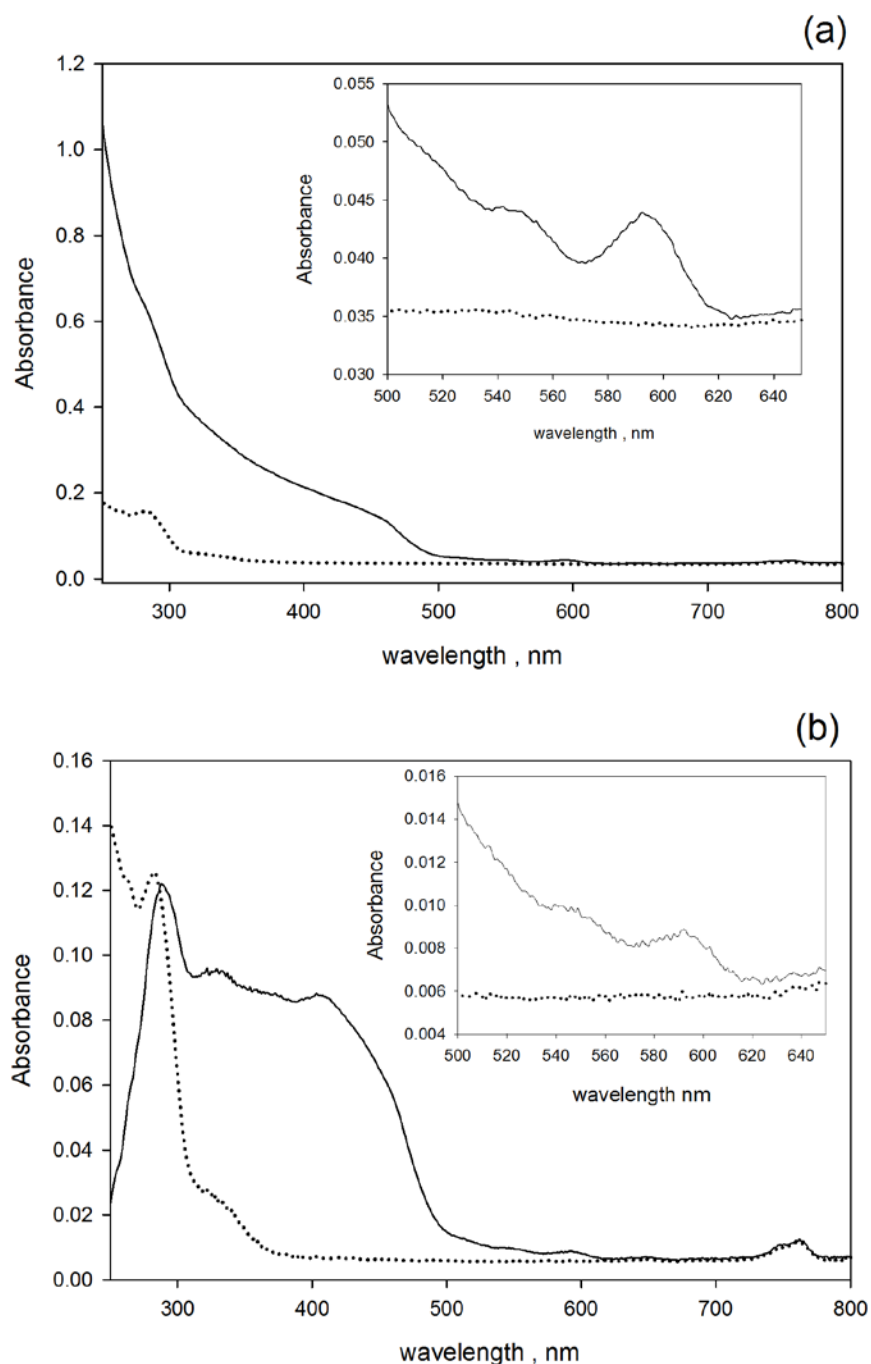 (a)
1.2
1.0
0.8
0.6
0.4
0.2
0.0
Absorbance
300 400 500 600 700 800
wavelength , nm
0.055
0.050
0.045
0.040
0.035
0.030
Absorbance
500 520 540 560 580 600 620 640
wavelength , nm
(b)
0.16
0.14
0.12
0.10
0.08
0.06
0.04
0.02
0.00
Absorbance
300 400 500 600 700 800
wavelength , nm
0.016
0.014
0.012
0.010
0.008
0.006
0.004
Absorbance
500 520 540 560 580 600 620 640
wavelength nm